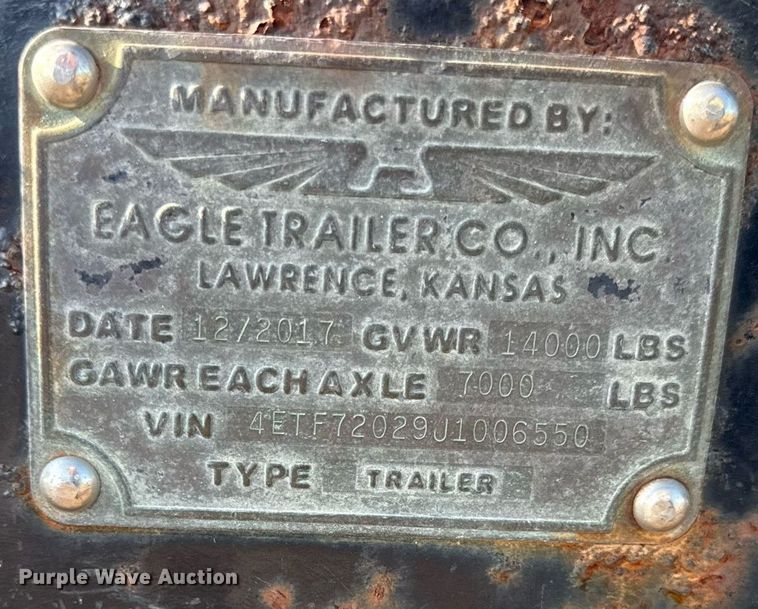 MANUFACTURED BY:
EAGLE TRAILER CO., INC.
LAWRENCE, KANSAS
DATE 12/2017 GVWR 14000 LBS
GAWR EACH AXLE 7000 LBS
VIN 4ETF72029J1006550
TYPE TRAILER
Purple Wave Auction